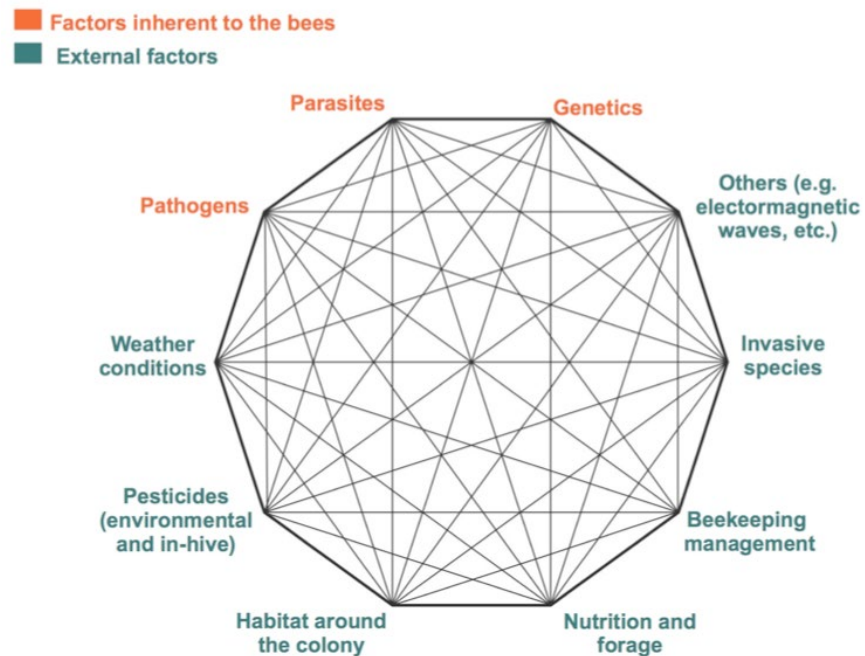 Factors inherent to the bees
External factors
Parasites
Genetics
Pathogens
Others (e.g.
electormagnetic
waves, etc.)
Weather
conditions
Invasive
species
Pesticides
(environmental
and in-hive)
Beekeeping
management
Habitat around
the colony
Nutrition and
forage